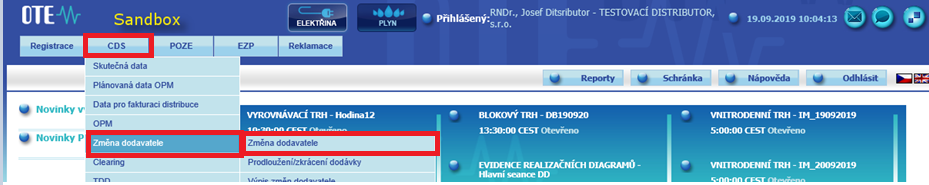 OTE
Sandbox
ELEKTŘINA
PLYN
Přihlášený:
RNDr., Josef Ditsributor - TESTOVACÍ DISTRIBUTOR, s.r.o.
19.09.2019 10:04:13
Registrace
CDS
POZE
EZP
Reklamace
Skutečná data
Plánovaná data OPM
Data pro fakturaci distribuce
OPM
Změna dodavatele
Clearing
TDD
Změna dodavatele
Prodloužení/zkrácení dodávky
Výpis změn dodavatele
Reporty
Schránka
Nápověda
Odhlásit
Novinky
Novinky P
VYROVNÁVACÍ TRH - Hodina12
10:30:00 CEST Otevřeno
BLOKOVÝ TRH - DB190920
13:30:00 CEST Otevřeno
VNITRODENNÍ TRH - IM_19092019
5:00:00 CEST Otevřeno
EVIDENCE REALIZAČNÍCH DIAGRAMŮ -
Hlavní seance DD
VNITRODENNÍ TRH - IM_20092019
5:00:00 CEST Otevřeno